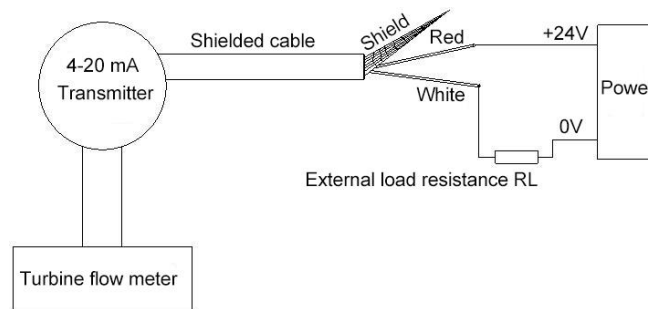 Shielded cable
Shield
Red
+24V
4-20 mA
Transmitter
White
Powe
0V
External load resistance RL
Turbine flow meter